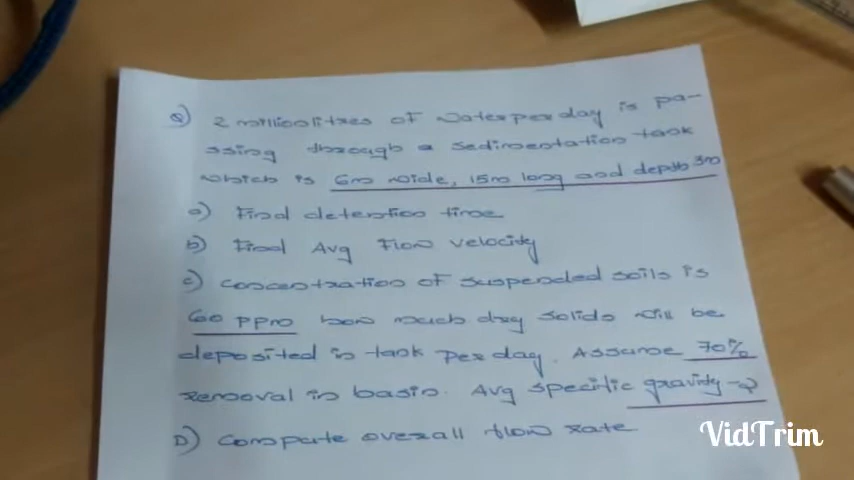 Q) 2 million litres of water per day is pa-
ssing through a sedimentation tank
which is 6m wide, 15m long and depth 3m
a) Find detention time
b) Find Avg Flow velocity
c) concentration of suspended soils is
60 ppm how much dry solids will be
deposited in tank per day. Assume 70%
removal in basin. Avg specific gravity → 2
D) Compute overall flow rate
VidTrim